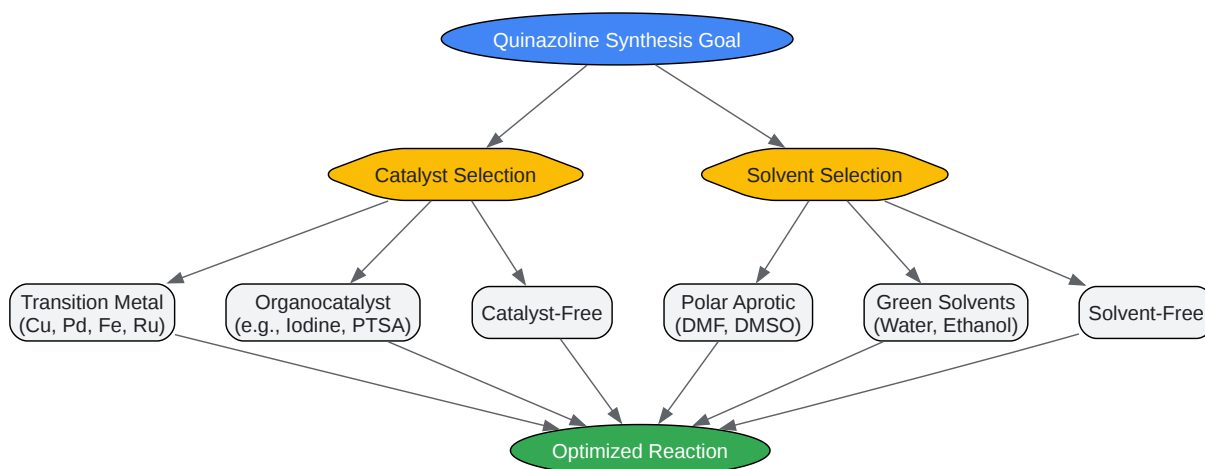 Quinazoline Synthesis Goal
Catalyst Selection
Solvent Selection
Transition Metal
(Cu, Pd, Fe, Ru)
Organocatalyst
(e.g., Iodine, PTSA)
Catalyst-Free
Polar Aprotic
(DMF, DMSO)
Green Solvents
(Water, Ethanol)
Solvent-Free
Optimized Reaction